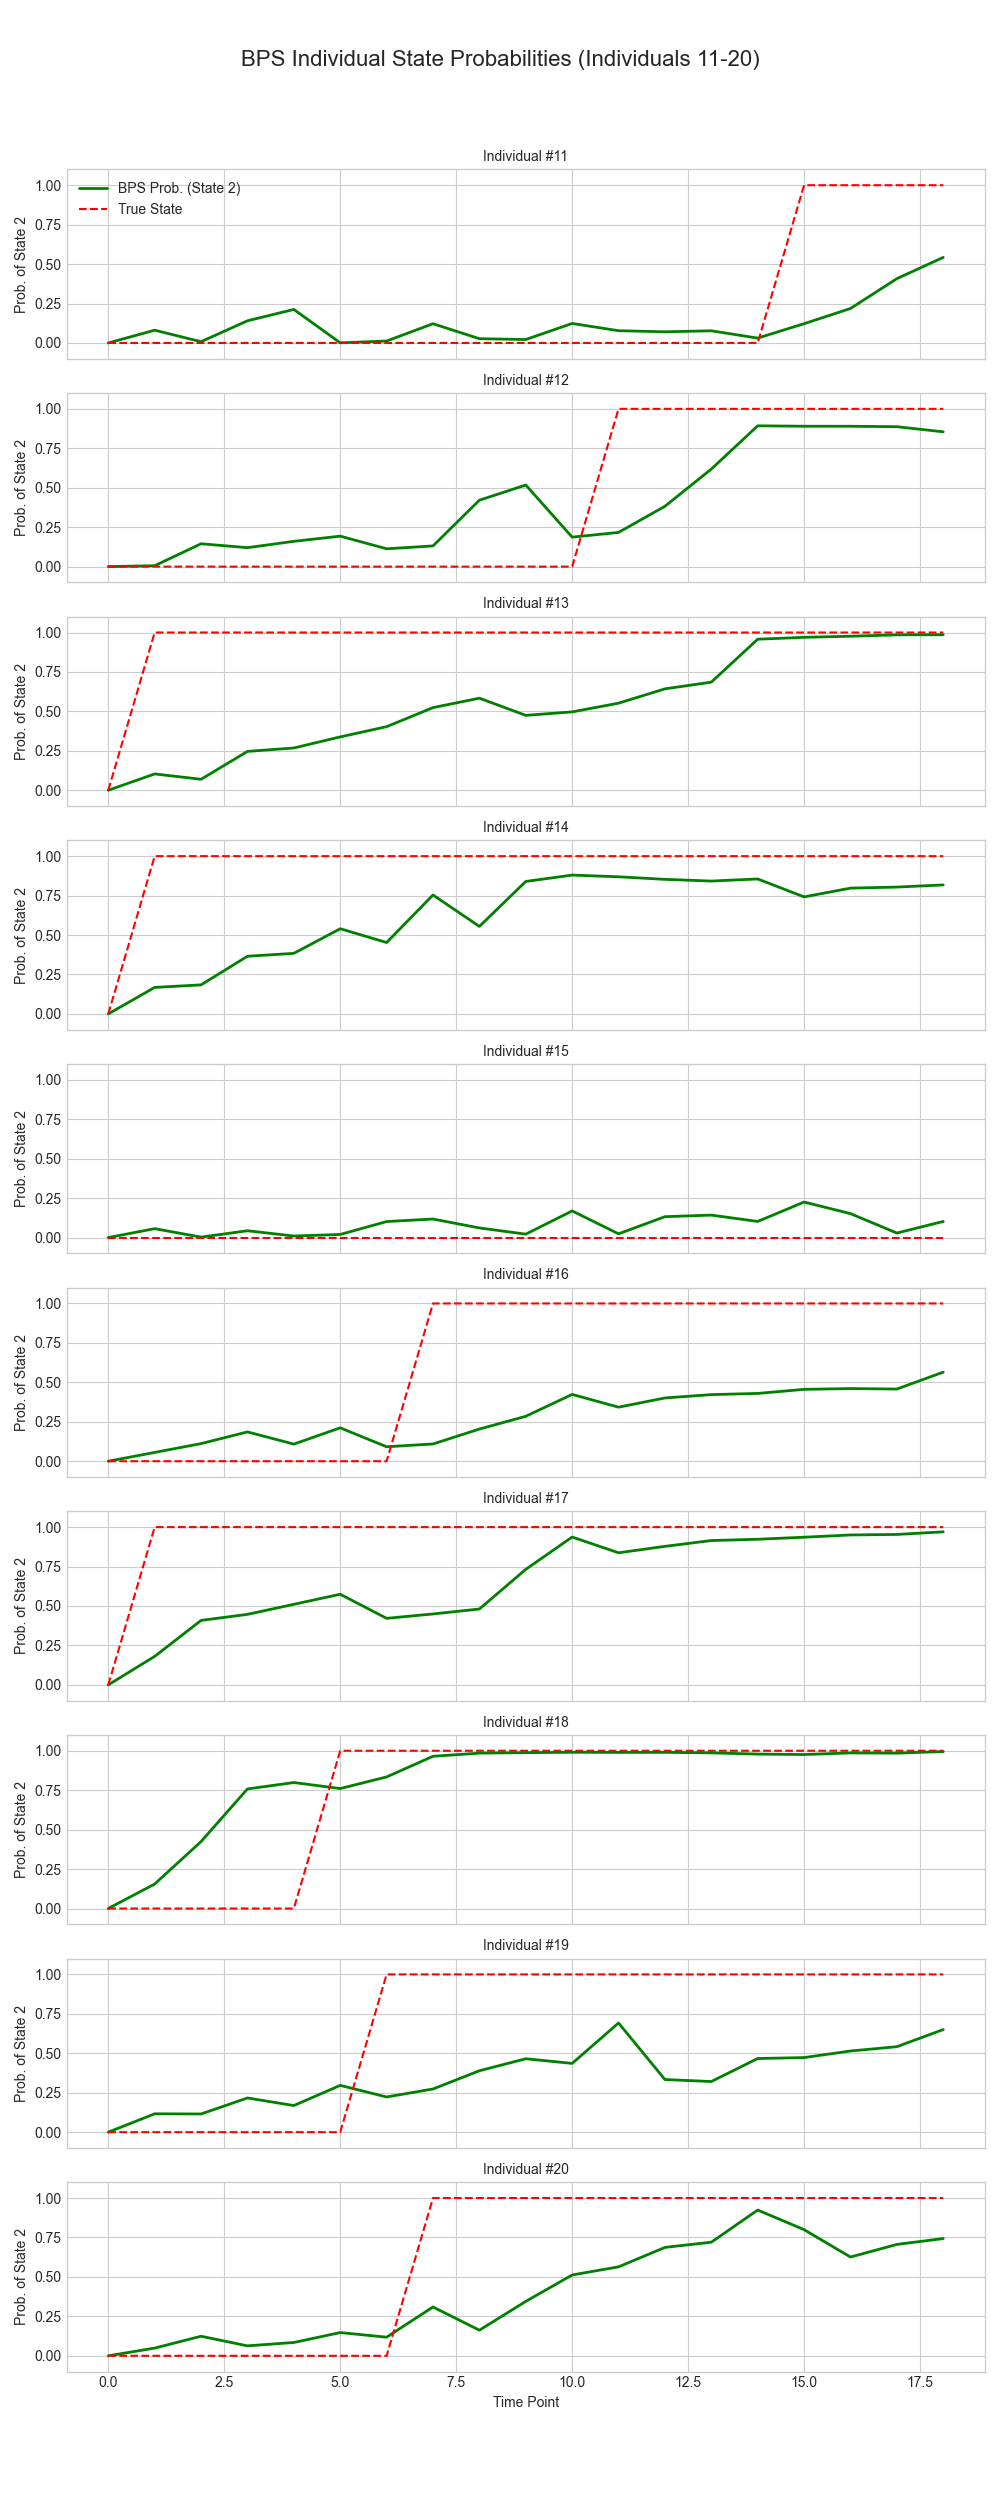 BPS Individual State Probabilities (Individuals 11-20)
Individual #11
BPS Prob. (State 2)
True State
1.00
0.75
0.50
0.25
0.00
Prob. of State 2
Individual #12
1.00
0.75
0.50
0.25
0.00
Prob. of State 2
Individual #13
1.00
0.75
0.50
0.25
0.00
Prob. of State 2
Individual #14
1.00
0.75
0.50
0.25
0.00
Prob. of State 2
Individual #15
1.00
0.75
0.50
0.25
0.00
Prob. of State 2
Individual #16
1.00
0.75
0.50
0.25
0.00
Prob. of State 2
Individual #17
1.00
0.75
0.50
0.25
0.00
Prob. of State 2
Individual #18
1.00
0.75
0.50
0.25
0.00
Prob. of State 2
Individual #19
1.00
0.75
0.50
0.25
0.00
Prob. of State 2
Individual #20
1.00
0.75
0.50
0.25
0.00
Prob. of State 2
0.0 2.5 5.0 7.5 10.0 12.5 15.0 17.5
Time Point